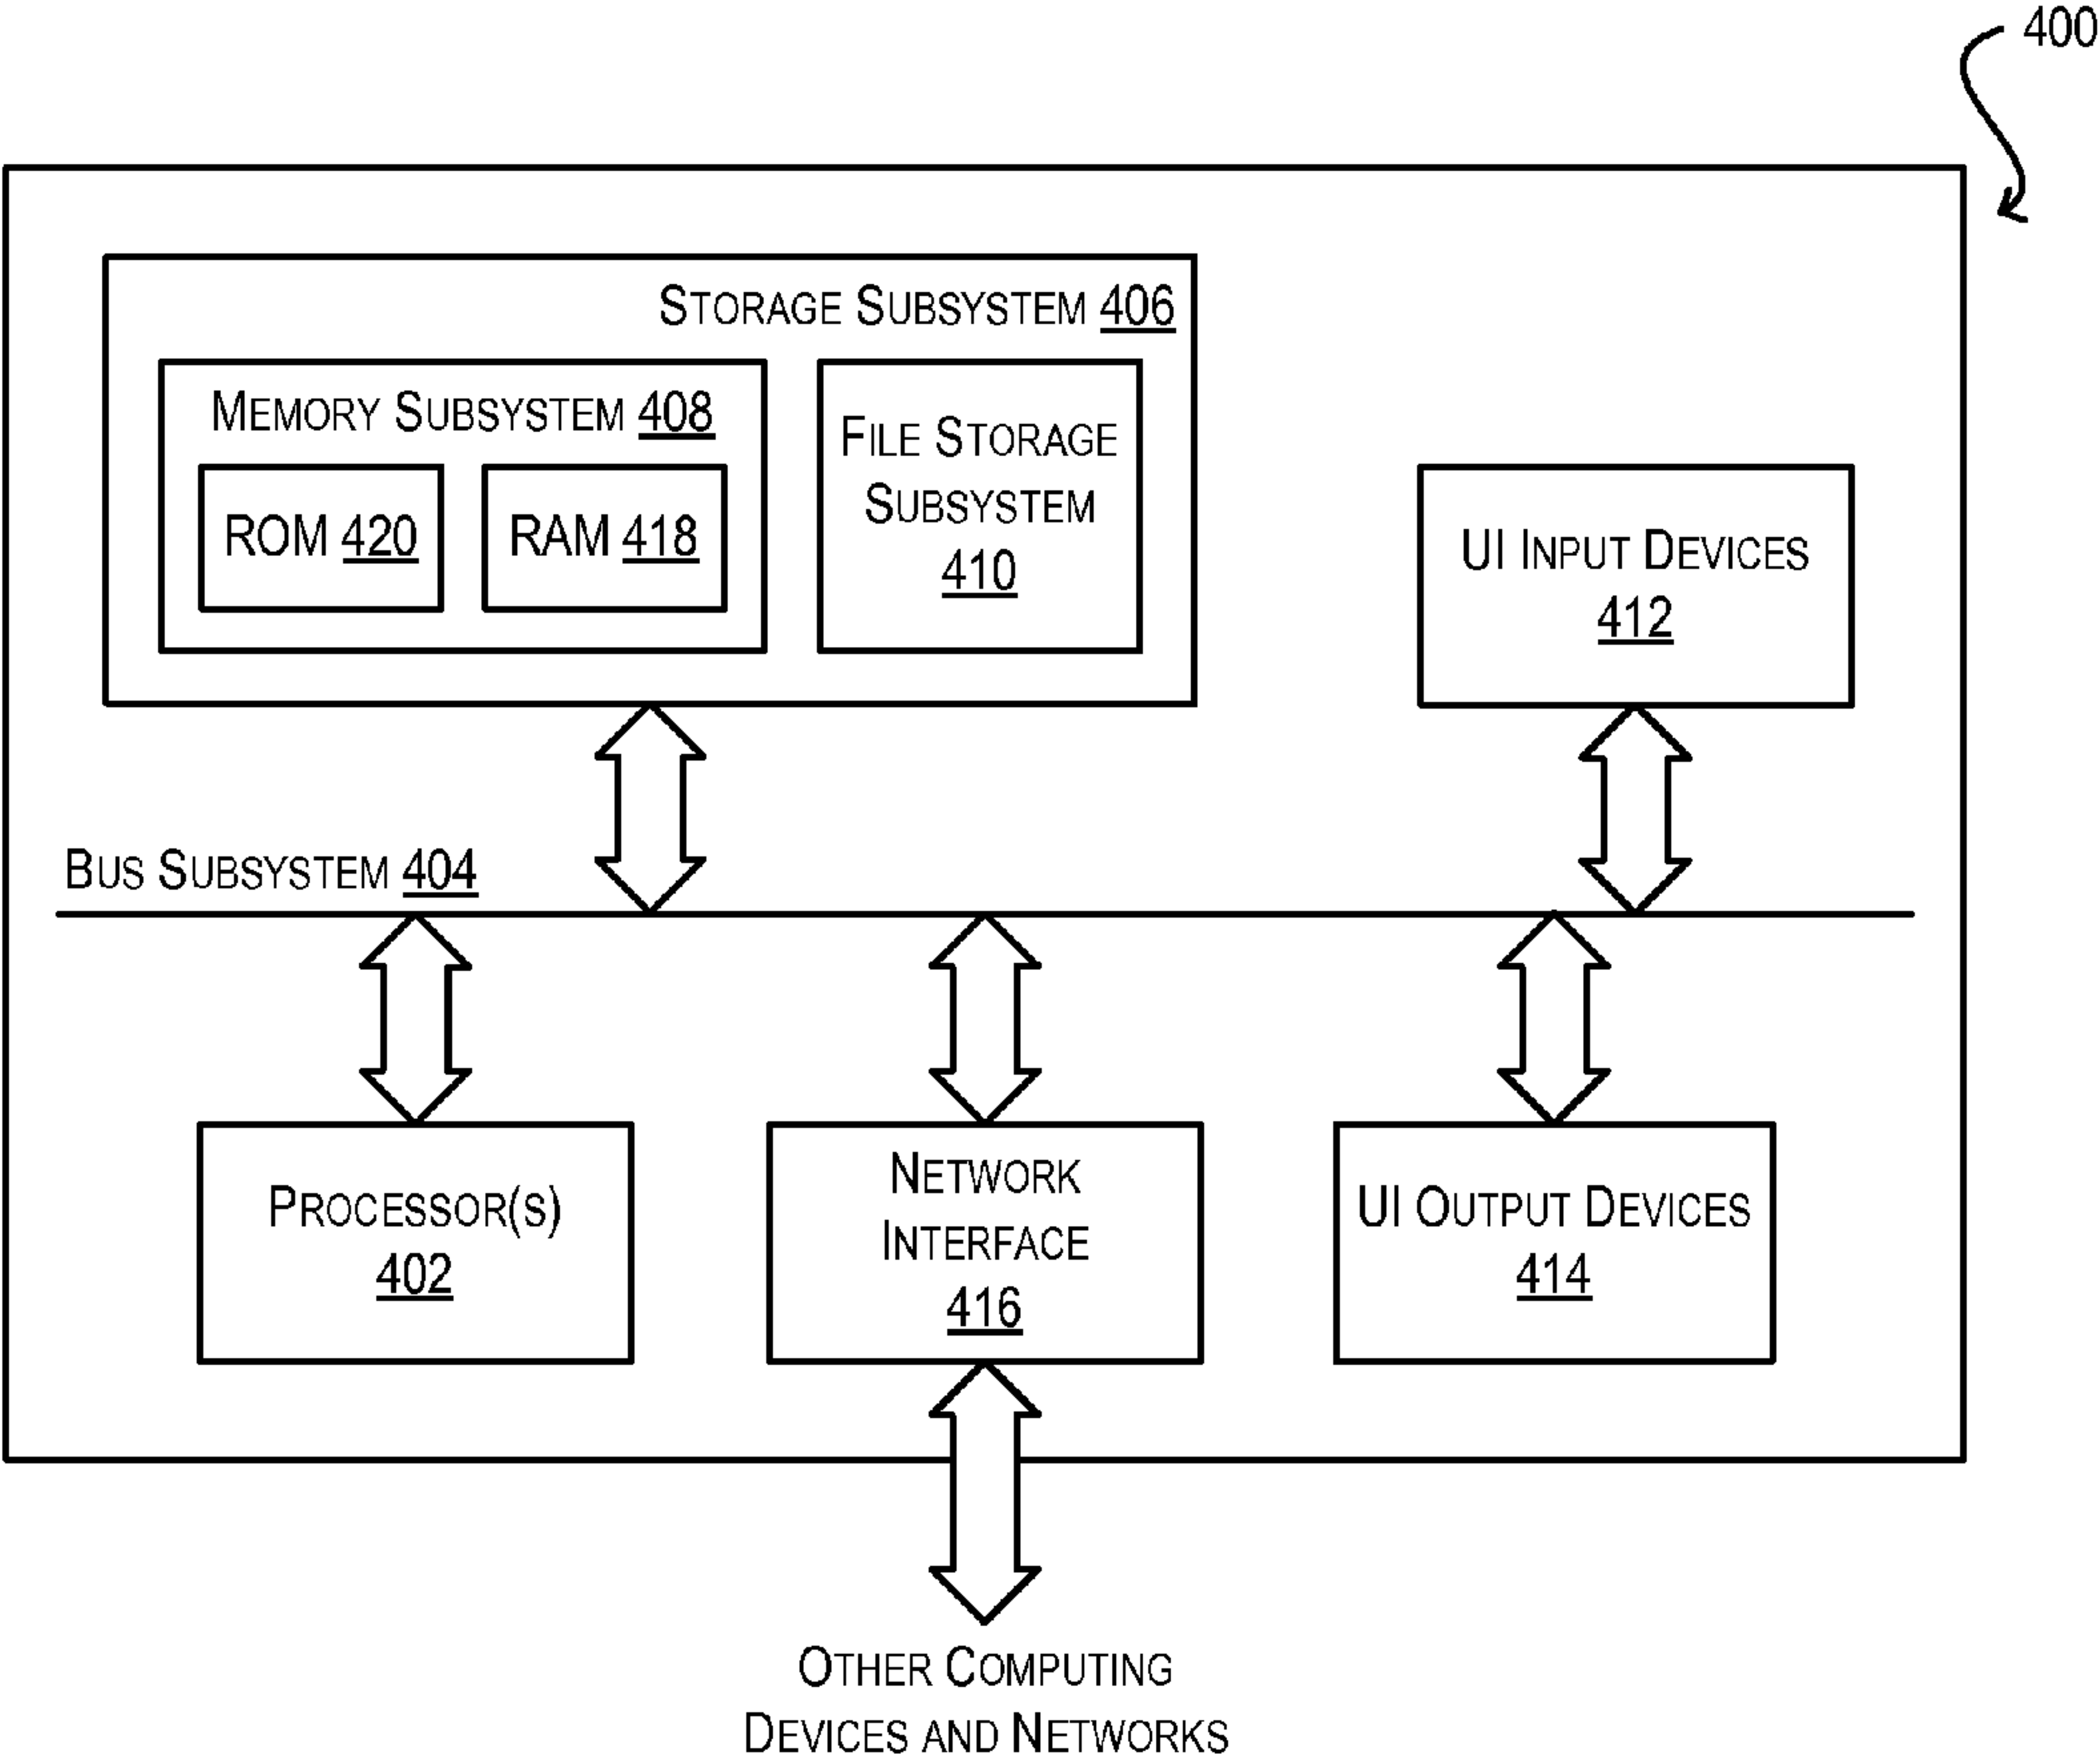 400
STORAGE SUBSYSTEM 406
MEMORY SUBSYSTEM 408
ROM 420
RAM 418
FILE STORAGE
SUBSYSTEM
410
UI INPUT DEVICES
412
BUS SUBSYSTEM 404
PROCESSOR(S)
402
NETWORK
INTERFACE
416
UI OUTPUT DEVICES
414
OTHER COMPUTING
DEVICES AND NETWORKS